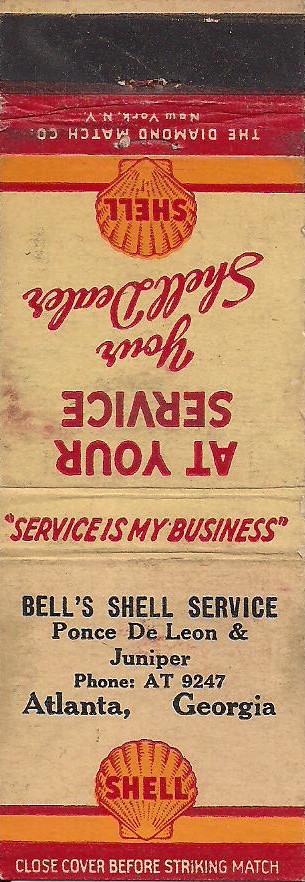 THE DIAMOND MATCH CO.
NEW YORK, N.Y.
SHELL
Your
Shell Dealer
AT YOUR
SERVICE
"SERVICE IS MY BUSINESS"
BELL'S SHELL SERVICE
Ponce De Leon &
Juniper
Phone: AT 9247
Atlanta, Georgia
SHELL
CLOSE COVER BEFORE STRIKING MATCH